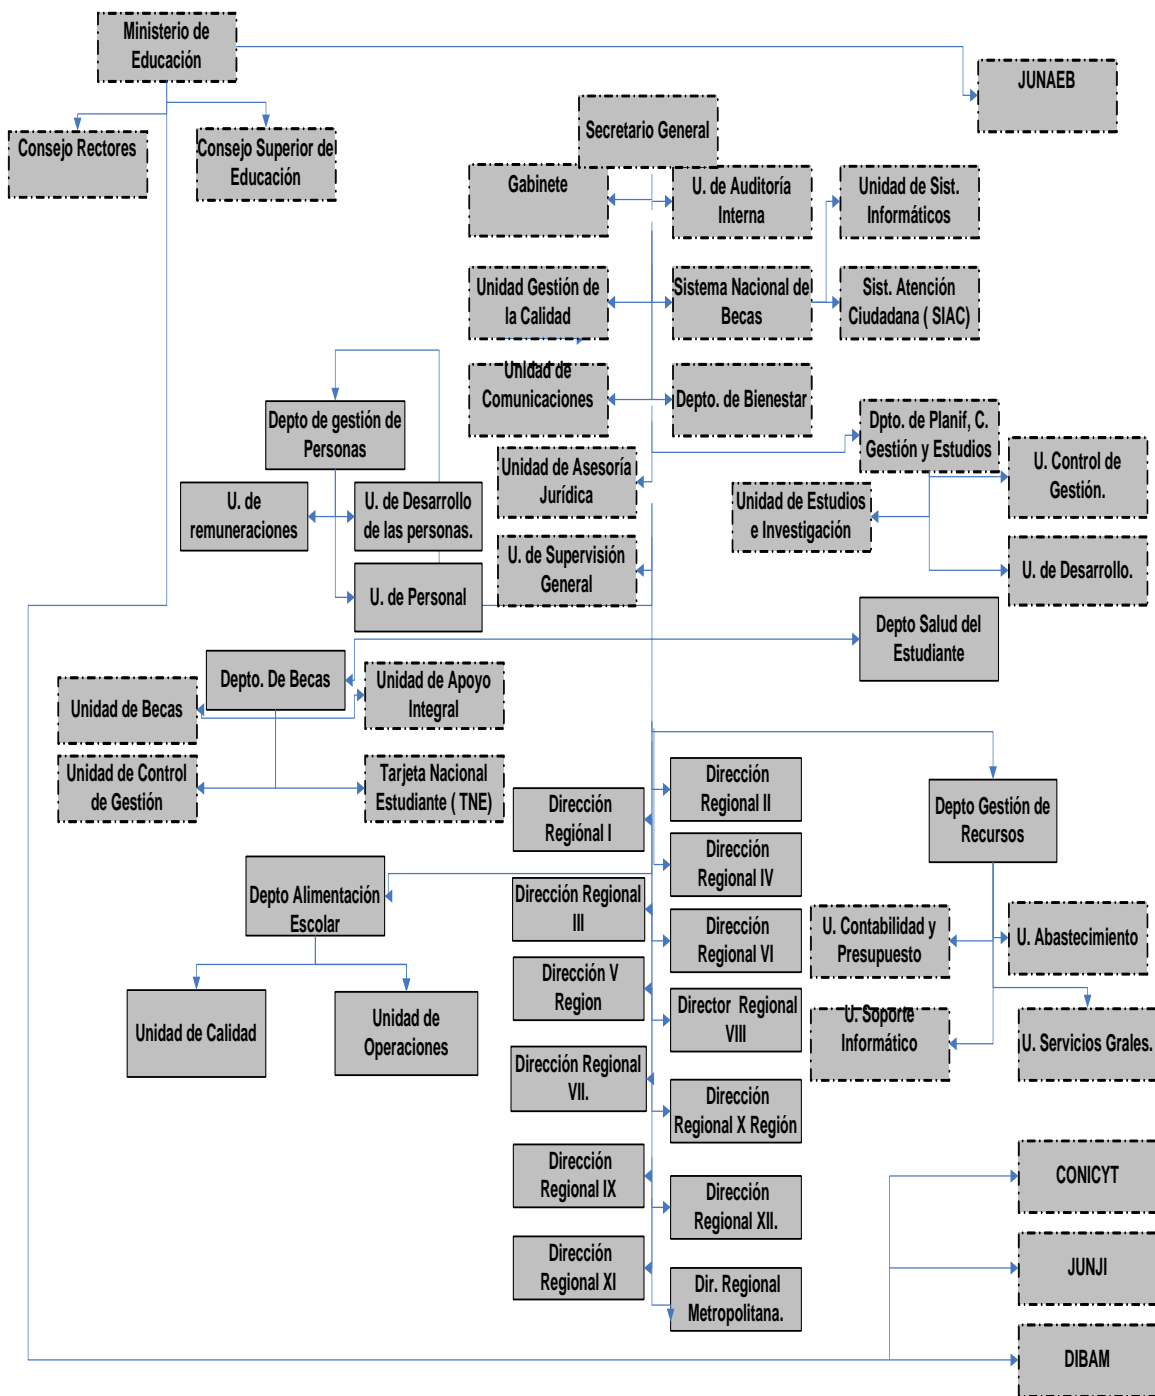 Ministerio de
Educación
JUNAEB
Consejo Rectores
Consejo Superior de
Educación
Secretario General
Gabinete
U. de Auditoría
Interna
Unidad de Sist.
Informáticos
Unidad Gestión de
la Calidad
Sistema Nacional de
Becas
Sist. Atención
Ciudadana ( SIAC)
Unidad de
Comunicaciones
Depto. de Bienestar
Depto de gestión de
Personas
Dpto. de Planif, C.
Gestión y Estudios
U. Control de
Gestión.
Unidad de Asesoría
Jurídica
U. de
remuneraciones
U. de Desarrollo
de las personas.
Unidad de Estudios
e Investigación
U. de Supervisión
General
U. de Desarrollo.
U. de Personal
Depto Salud del
Estudiante
Depto. De Becas
Unidad de Becas
Unidad de Apoyo
Integral
Unidad de Control
de Gestión
Tarjeta Nacional
Estudiante ( TNE)
Dirección
Regional II
Dirección
Regiónal I
Depto Gestión de
Recursos
Dirección
Regional IV
Depto Alimentación
Escolar
Dirección Regional
III
Dirección
Regional VI
U. Contabilidad y
Presupuesto
U. Abastecimiento
Dirección V
Region
Unidad de Calidad
Unidad de
Operaciones
Director  Regional
VIII
U. Soporte
Informático
U. Servicios Grales.
Dirección Regional
VII.
Dirección
Regional X Región
Dirección
Regional IX
CONICYT
Dirección
Regional XII.
Dirección
Regional XI
JUNJI
Dir. Regional
Metropolitana.
DIBAM